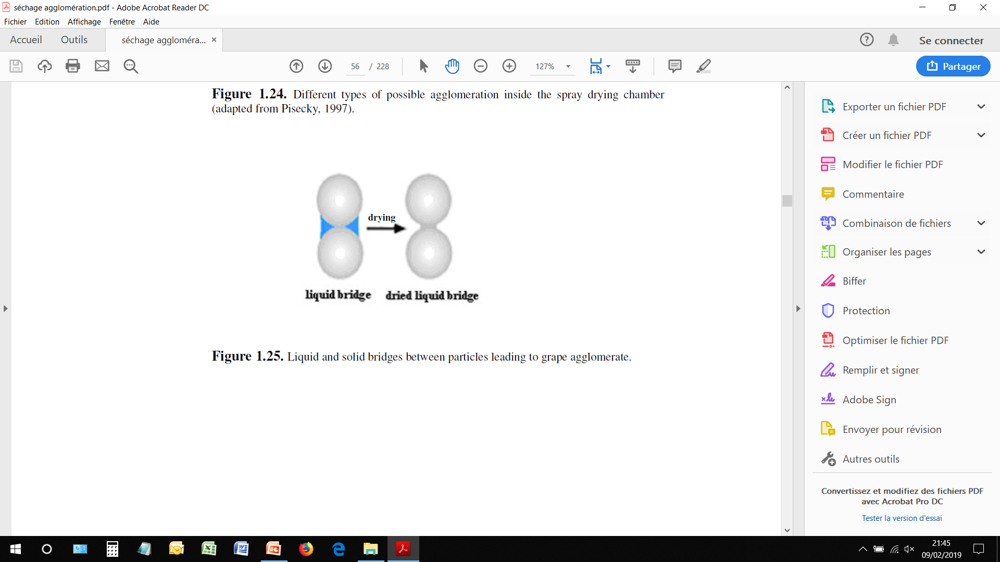 séchage agglomération.pdf - Adobe Acrobat Reader DC
Fichier Edition Affichage Fenêtre Aide
Accueil Outils séchageяagglоméra... × ? Se connecter
56 / 228 127% Partager
Figure 1.24. Different types of possible agglomeration inside the spray drying chamber
(adapted from Pisecky, 1997).
drying
liquid bridge dried liquid bridge
Figure 1.25. Liquid and solid bridges between particles leading to grape agglomerate.
Exporter un fichier PDF
Créer un fichier PDF
Modifier le fichier PDF
Commentaire
Combinaison de fichiers
Organiser les pages
Biffer
Protection
Optimiser le fichier PDF
Remplir et signer
Adobe Sign
Envoyer pour révision
Autres outils
Convertissez et modifiez des fichiers PDF
avec Acrobat Pro DC
Tester la version d'essai
21:45
09/02/2019